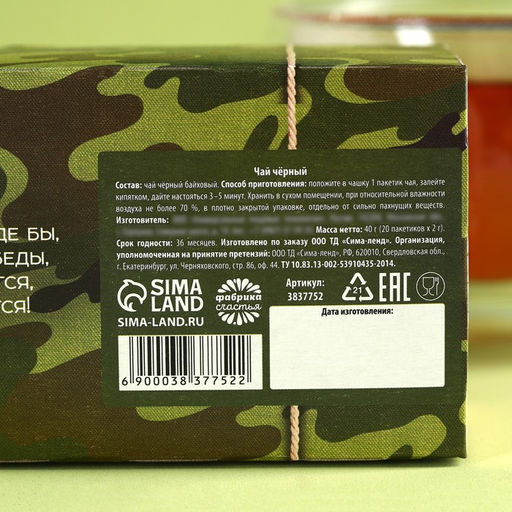 ДЕ БЫ,
БЕДЫ,
ТСЯ,
ТСЯ!
Чай чёрный
Состав: чай чёрный байховый. Способ приготовления: положите в чашку 1 пакетик чая, залейте
кипятком, дайте настояться 3–5 минут. Хранить в сухом помещении, при относительной влажности
воздуха не более 70 %, в плотно закрытой упаковке, отдельно от сильно пахнущих веществ.
Изготовитель:
Масса нетто: 40 г (20 пакетиков х 2 г).
Срок годности: 36 месяцев. Изготовлено по заказу ООО ТД «Сима-ленд». Организация,
уполномоченная на принятие претензий: ООО ТД «Сима-ленд», РФ, 620010, Свердловская обл.,
г. Екатеринбург, ул. Черняховского, стр. 86, оф. 44. ТУ 10.83.13-002-53910435-2014.
SIMA
LAND
SIMA-LAND.RU
фабрика
счастья
Артикул:
3837752
21
EAC
Дата изготовления:
6 900038 377522